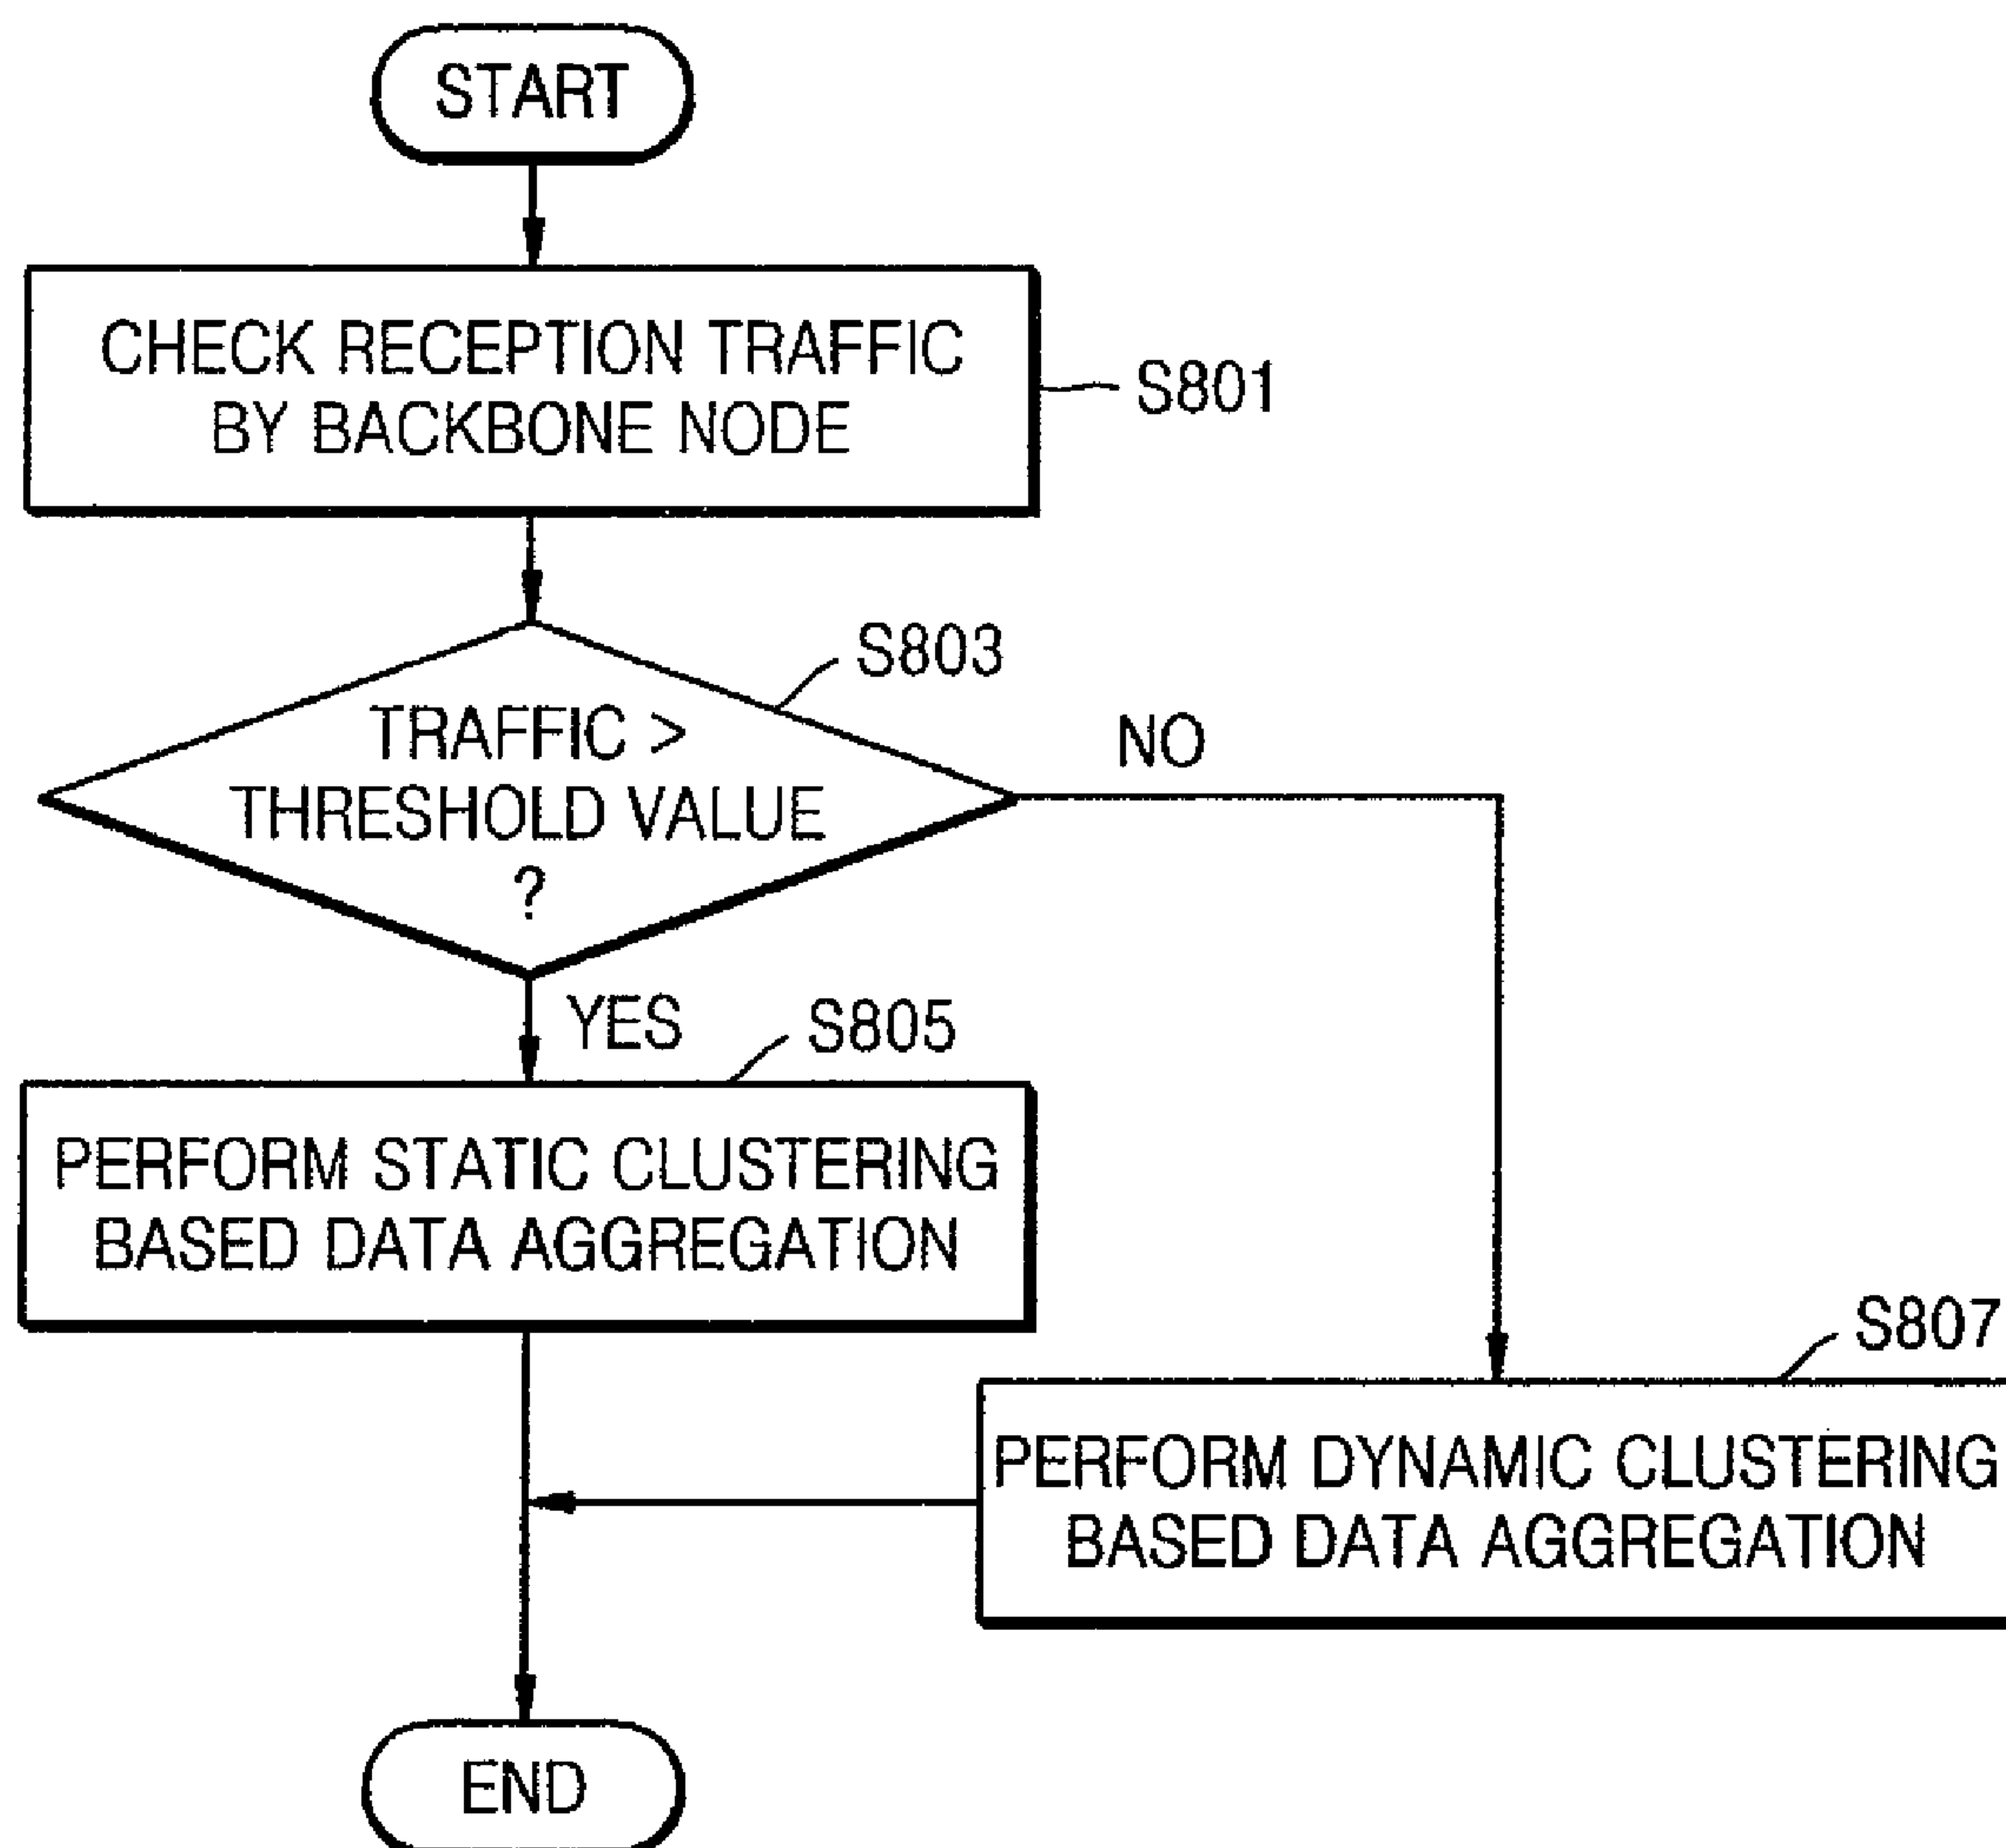 START
CHECK RECEPTION TRAFFIC
BY BACKBONE NODE
S801
S803
TRAFFIC >
THRESHOLD VALUE
?
NO
YES
S805
PERFORM STATIC CLUSTERING
BASED DATA AGGREGATION
S807
PERFORM DYNAMIC CLUSTERING
BASED DATA AGGREGATION
END